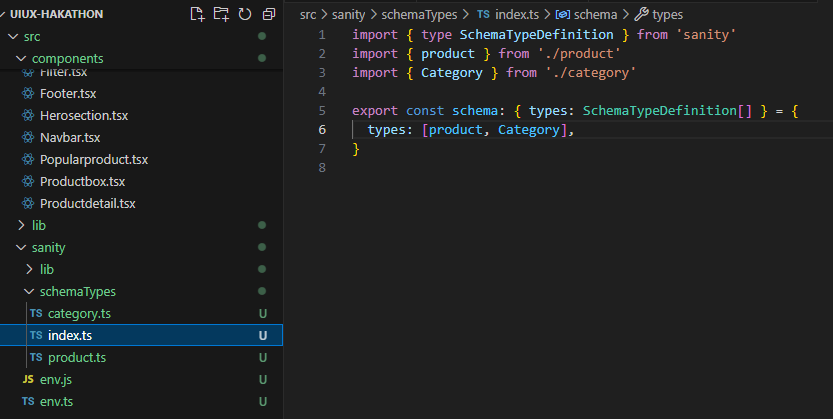 UIUX-HAKATHON
src
components
Filter.tsx
Footer.tsx
Herosection.tsx
Navbar.tsx
Popularproduct.tsx
Productbox.tsx
Productdetail.tsx
lib
sanity
lib
schemaTypes
TS category.ts U
TS index.ts U
TS product.ts U
JS env.js U
TS env.ts U
src > sanity > schemaTypes > TS index.ts > schema > types
1 import { type SchemaTypeDefinition } from 'sanity'
2 import { product } from './product'
3 import { Category } from './category'
4
5 export const schema: { types: SchemaTypeDefinition[] } = {
6 types: [product, Category],
7 }
8